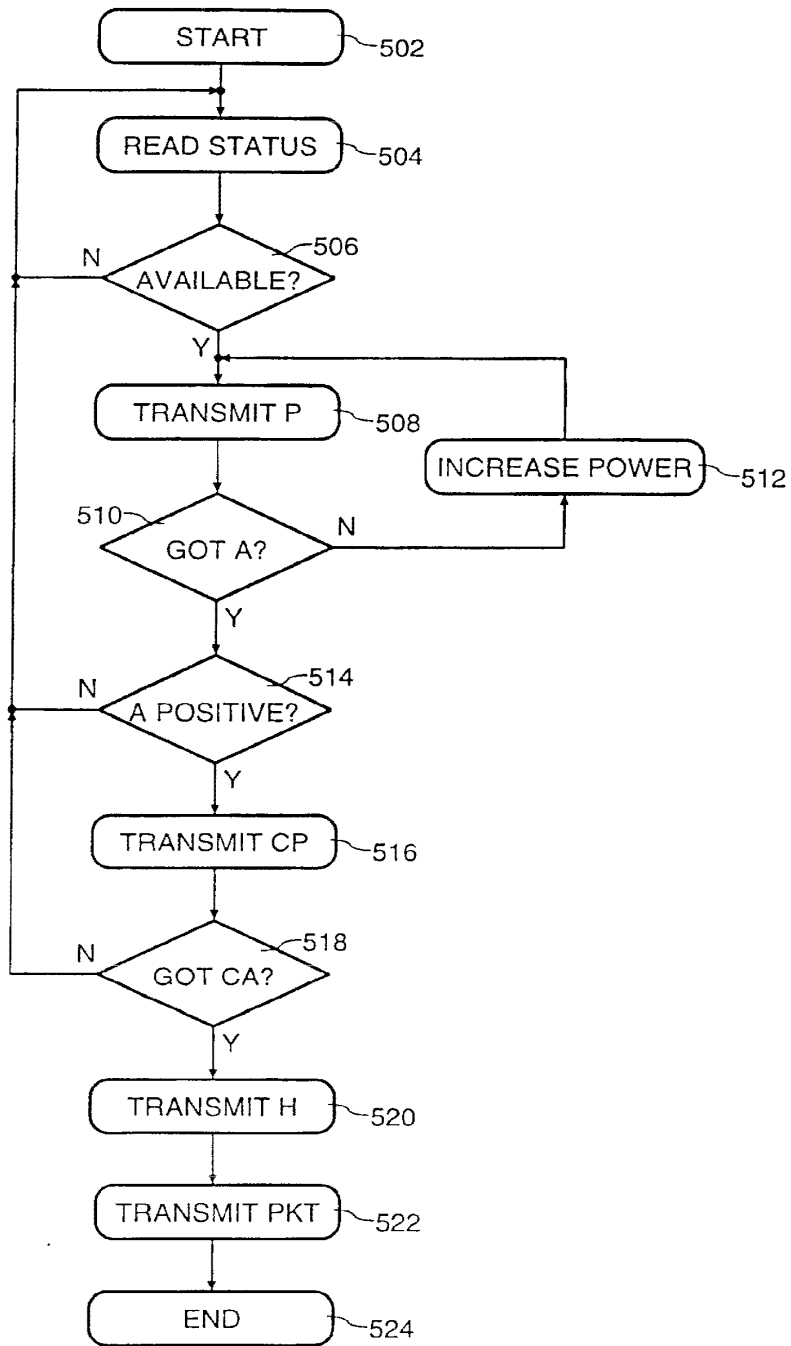 START
502
READ STATUS
504
506
N
AVAILABLE?
Y
TRANSMIT P
508
INCREASE POWER
512
510
N
GOT A?
Y
514
N
A POSITIVE?
Y
TRANSMIT CP
516
518
N
GOT CA?
Y
TRANSMIT H
520
TRANSMIT PKT
522
END
524